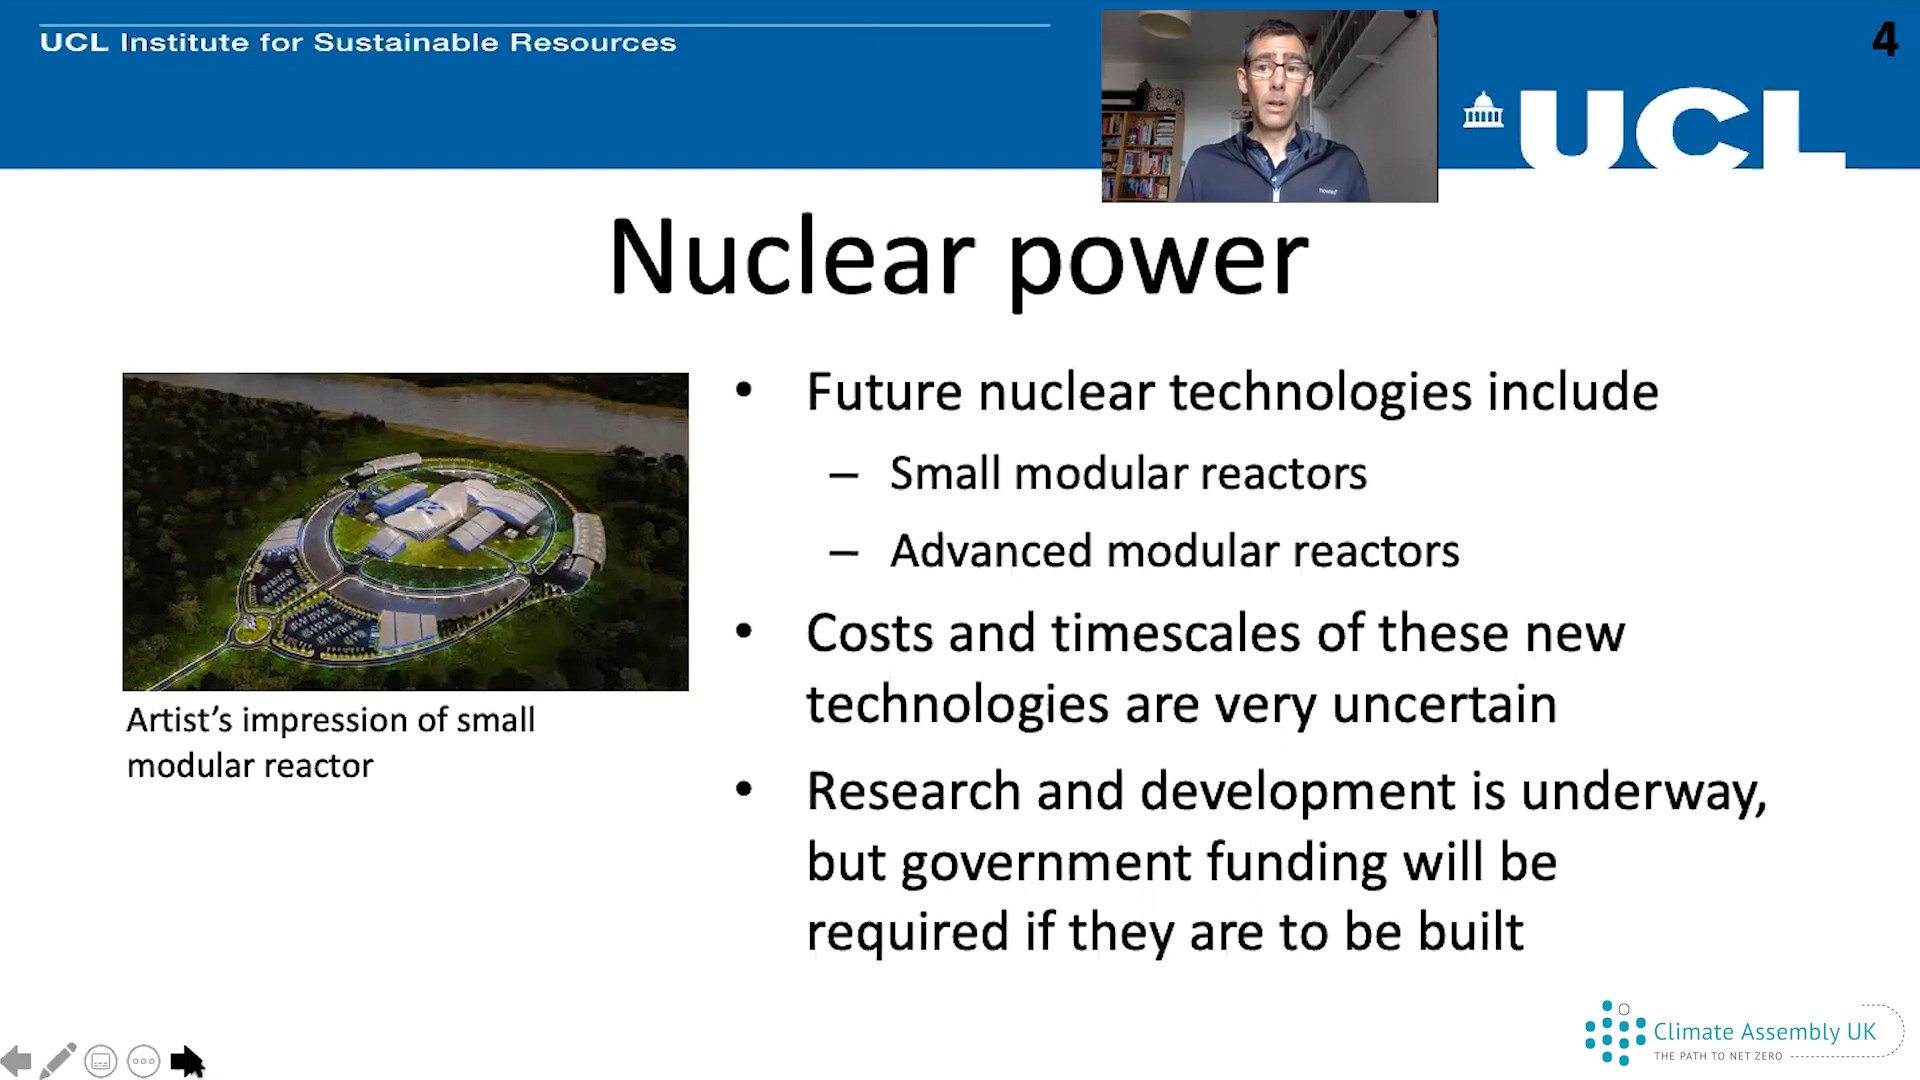 UCL Institute for Sustainable Resources
4
UCL
Nuclear power
• Future nuclear technologies include
– Small modular reactors
– Advanced modular reactors
• Costs and timescales of these new
technologies are very uncertain
• Research and development is underway,
but government funding will be
required if they are to be built
Artist’s impression of small
modular reactor
Climate Assembly UK
THE PATH TO NET ZERO